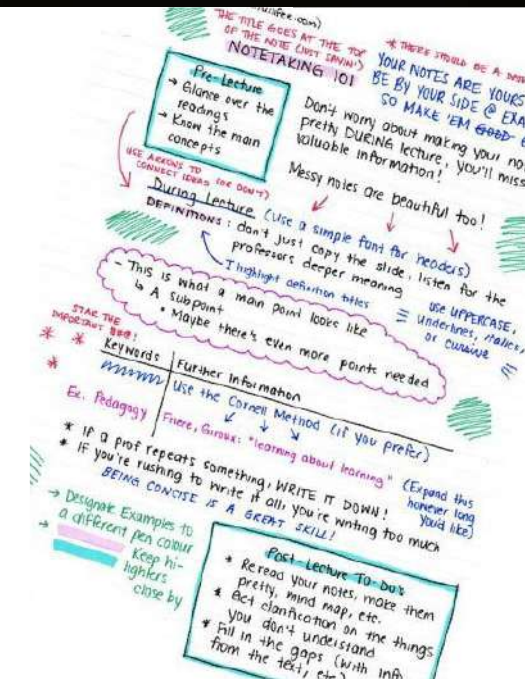 THE TITLE GOES AT THE TOP
OF THE NOTE (JUST SAYIN')
NOTETAKING 101
* THERE SHOULD BE A
YOUR NOTES ARE YOURS
BE BY YOUR SIDE @
SO MAKE 'EM GOOD
Pre-Lecture
→ Glance over the
readings
→ Know the main
concepts
Don't worry about making your
pretty DURING lecture, you'll miss
valuable information!
Messy notes are beautiful too!
USE ARROWS TO (OR DON'T)
CONNECT IDEAS
During Lecture (Use a simple font for headers)
DEFINITIONS: don't just copy the slide, listen for the
professors deeper meaning
I highlight definition titles
use UPPERCASE,
underlines, italics,
or cursive
- This is what a main point looks like
↳ A subpoint
• Maybe there's even more points needed
STAR THE
IMPORTANT
Keywords | Further Information
Use the Cornell Method (if you prefer)
Ex. Pedagogy
Friere, Giroux: "learning about learning"
(Expand this
however long
you'd like)
* If a prof repeats something, WRITE IT DOWN!
* If you're rushing to write it all, you're writing too much
BEING CONCISE IS A GREAT SKILL!
→ Designate Examples to
a different pen colour
→ Keep hi-
lighters
close by
Post-Lecture To-Do's
* Reread your notes, make them
pretty, mind map, etc.
* Get clarification on the things
you don't understand
* Fill in the gaps (with
from the text, etc)